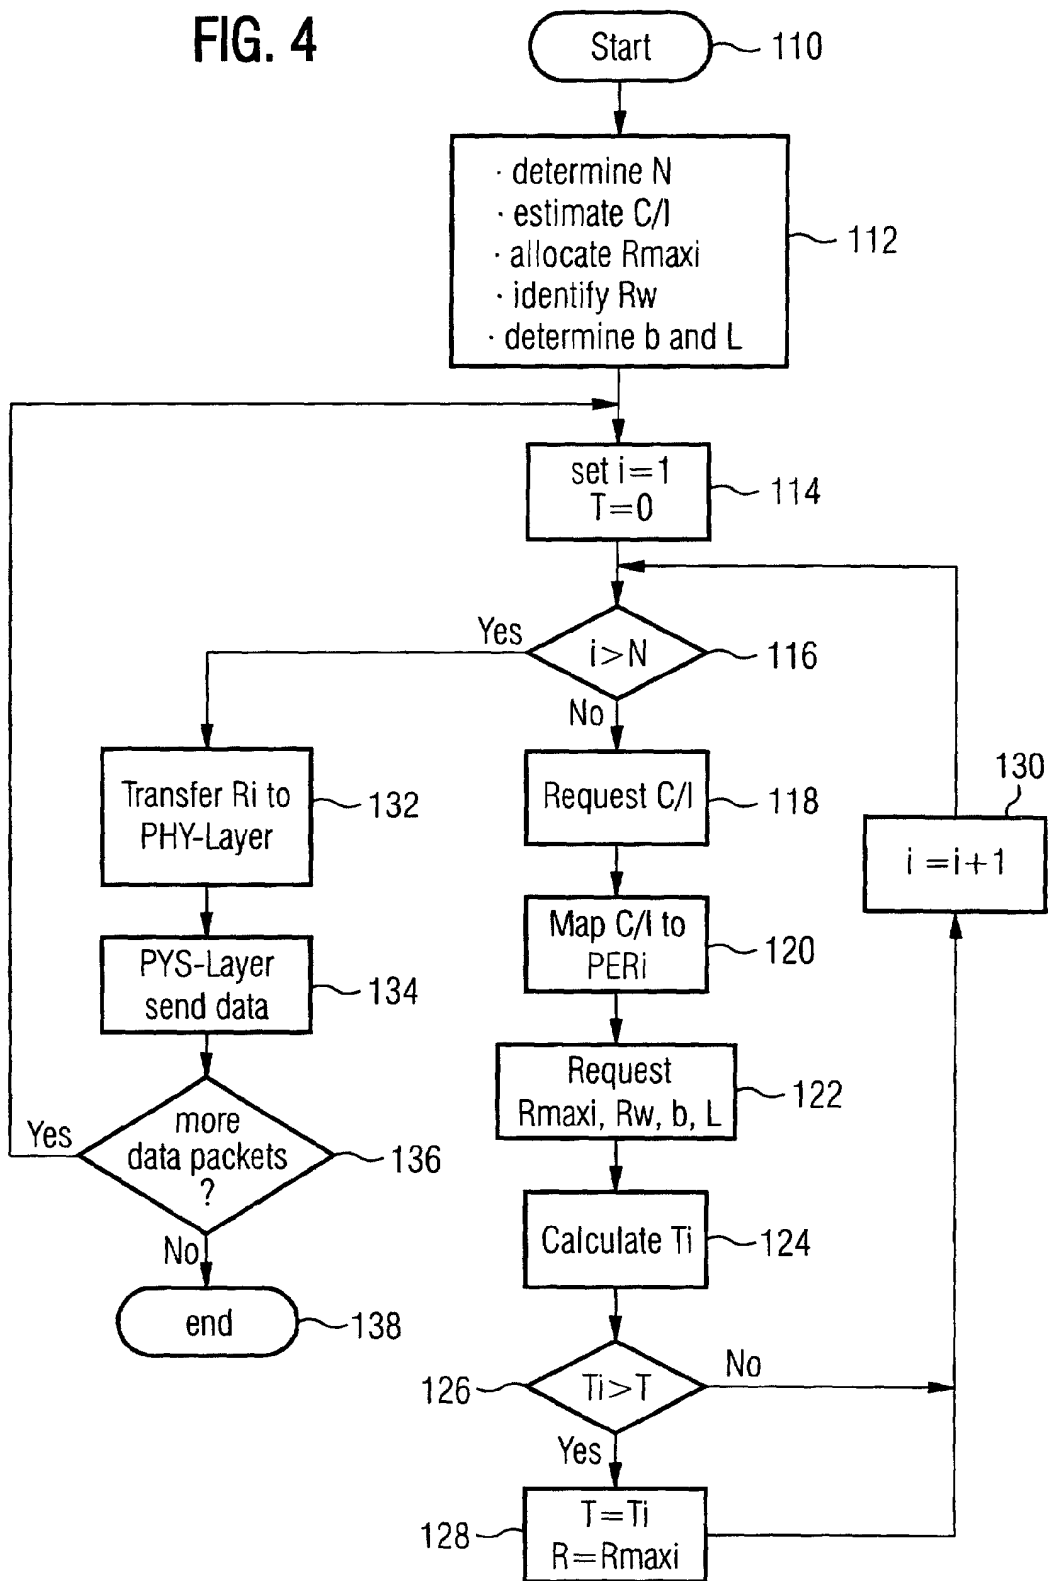 FIG. 4
Start
110
· determine N
· estimate C/I
· allocate Rmaxi
· identify Rw
· determine b and L
112
set i=1
T=0
114
i>N
116
Yes
No
Request C/I
118
Map C/I to
PERi
120
Request
Rmaxi, Rw, b, L
122
Calculate Ti
124
Ti>T
126
No
Yes
T=Ti
R=Rmaxi
128
130
i=i+1
Transfer Ri to
PHY-Layer
132
PYS-Layer
send data
134
more
data packets
?
136
Yes
No
end
138